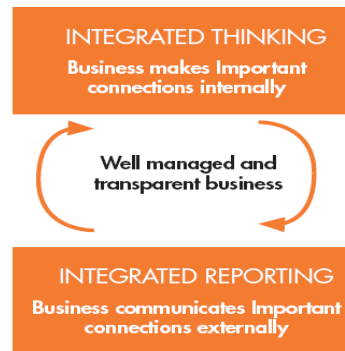 INTEGRATED THINKING
Business makes Important
connections internally
Well managed and
transparent business
INTEGRATED REPORTING
Business communicates Important
connections externally